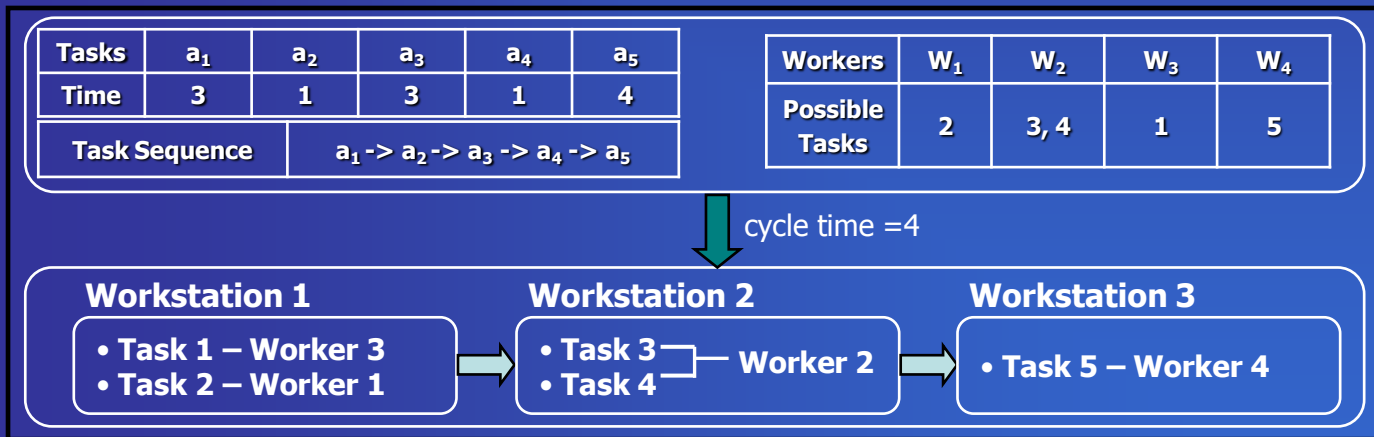 Tasks a₁ a₂ a₃ a₄ a₅
Time 3 1 3 1 4
Task Sequence a₁ -> a₂ -> a₃ -> a₄ -> a₅
Workers W₁ W₂ W₃ W₄
Possible
Tasks 2 3, 4 1 5
cycle time =4
Workstation 1
• Task 1 – Worker 3
• Task 2 – Worker 1
Workstation 2
• Task 3
• Task 4
Worker 2
Workstation 3
• Task 5 – Worker 4